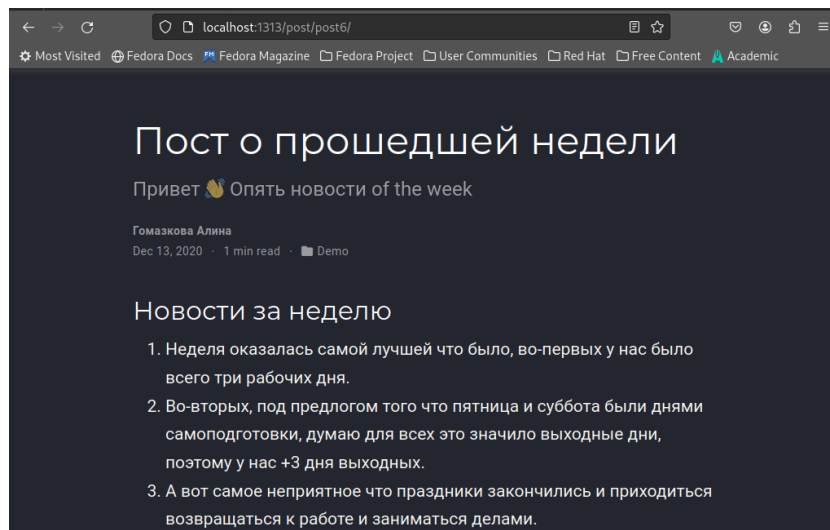 localhost:1313/post/post6/
Most Visited Fedora Docs Fedora Magazine Fedora Project User Communities Red Hat Free Content Academic
Пост о прошедшей недели
Привет 👋 Опять новости of the week
Гомазкова Алина
Dec 13, 2020 · 1 min read · Demo
Новости за неделю
1. Неделя оказалась самой лучшей что было, во-первых у нас было
всего три рабочих дня.
2. Во-вторых, под предлогом того что пятница и суббота были днями
самоподготовки, думаю для всех это значило выходные дни,
поэтому у нас +3 дня выходных.
3. А вот самое неприятное что праздники закончились и приходиться
возвращаться к работе и заниматься делами.